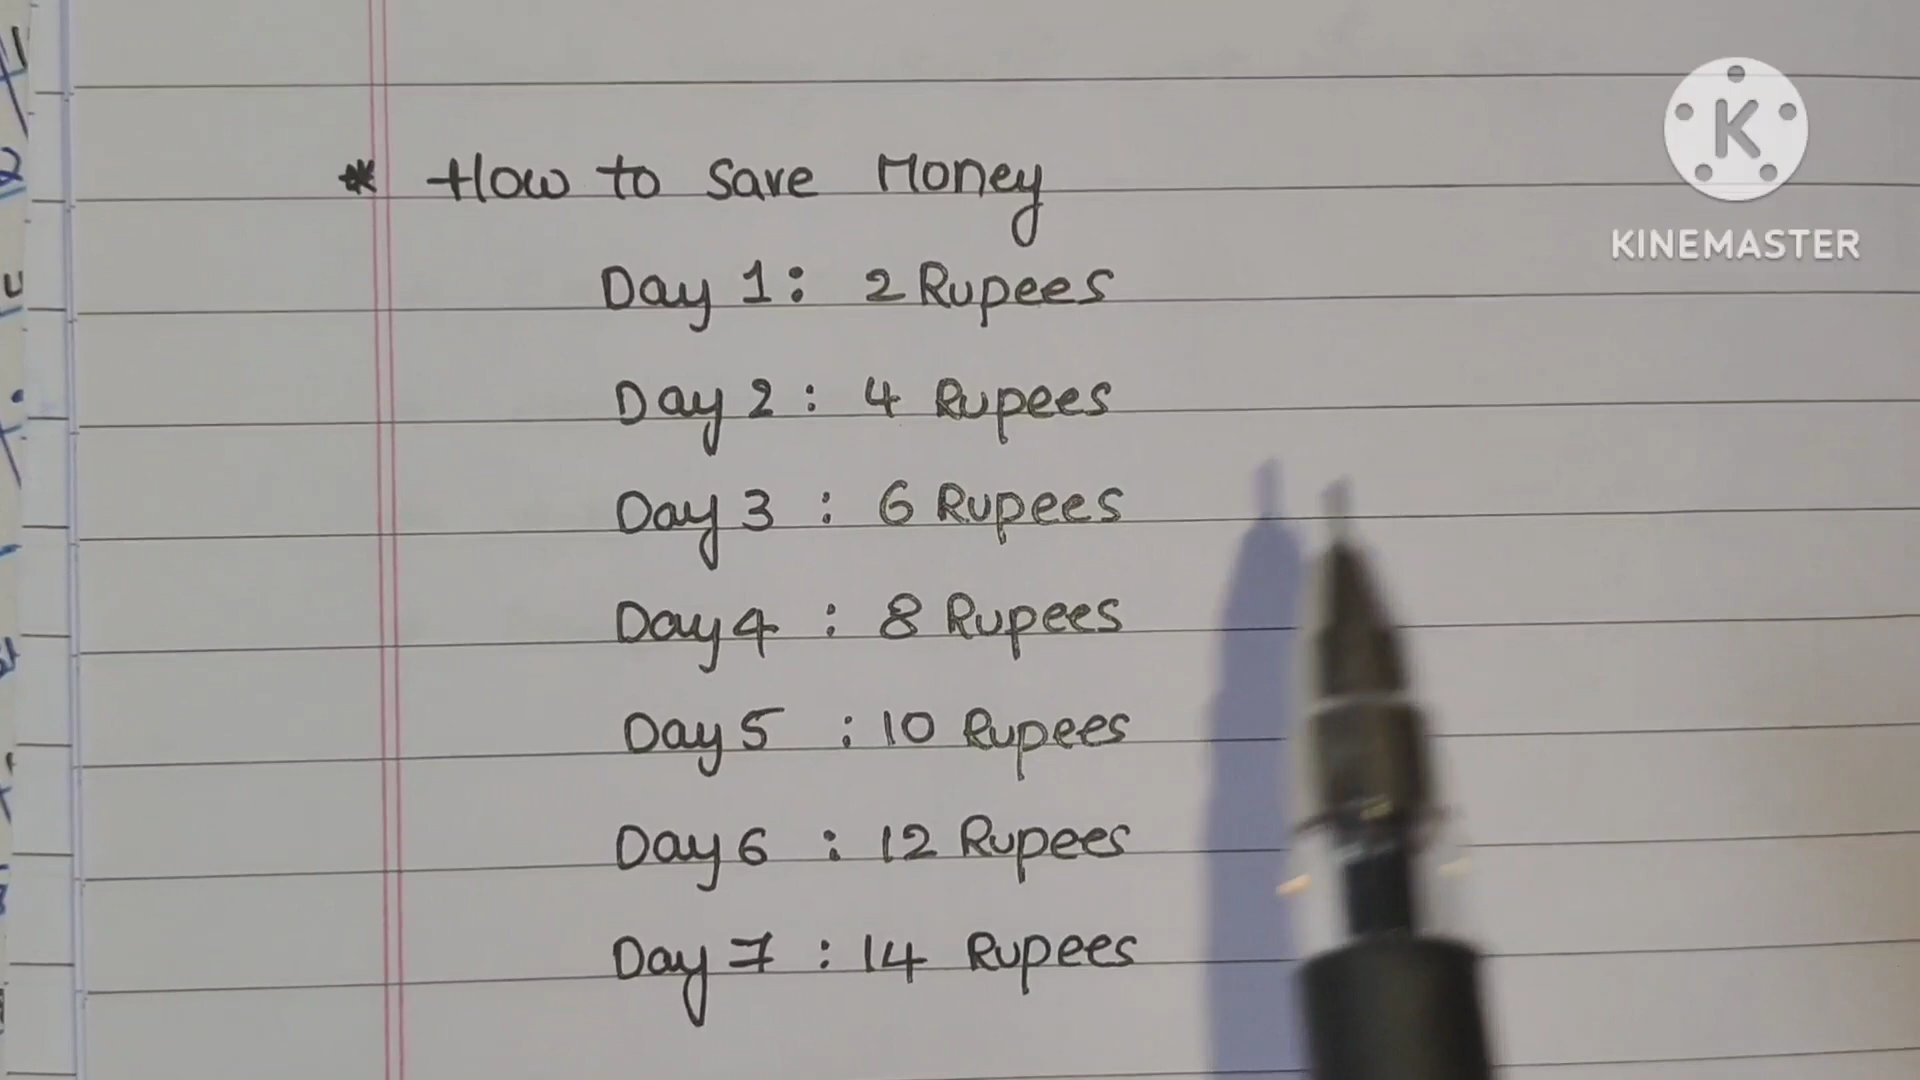 * How to save Money
Day 1: 2 Rupees
Day 2: 4 Rupees
Day 3: 6 Rupees
Day 4: 8 Rupees
Day 5: 10 Rupees
Day 6: 12 Rupees
Day 7: 14 Rupees
K
KINEMASTER